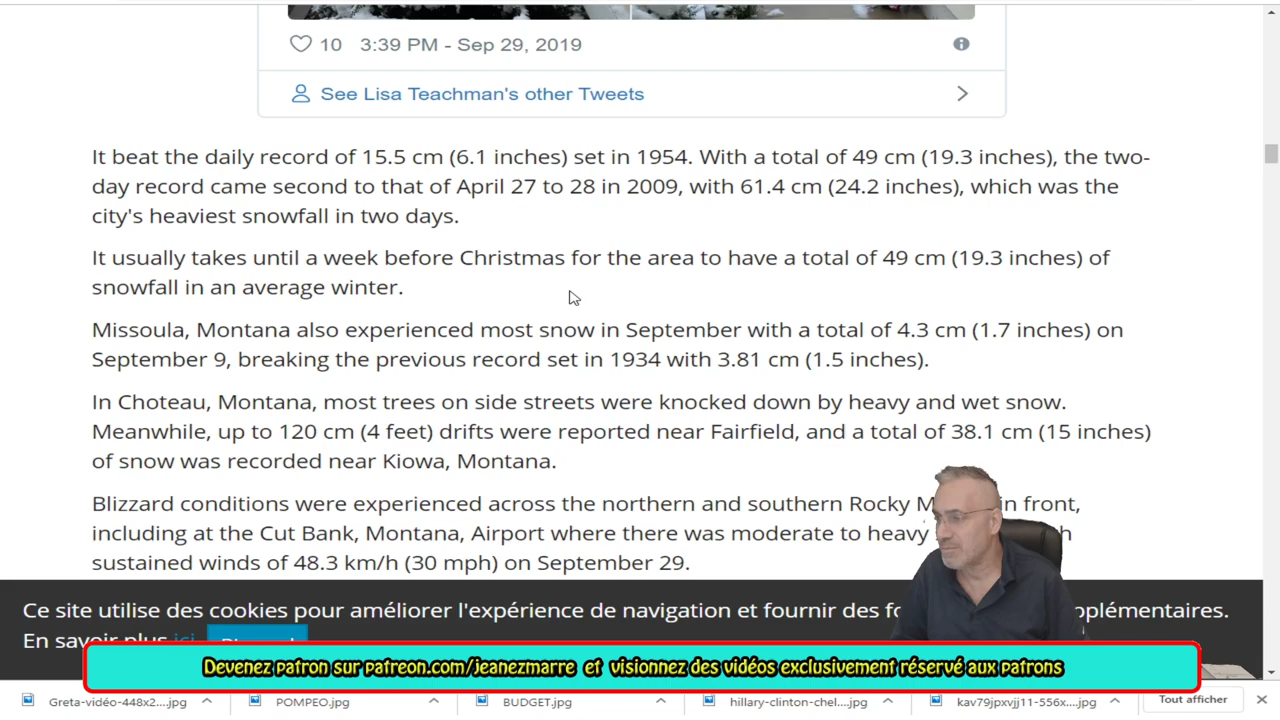 10 3:39 PM - Sep 29, 2019
See Lisa Teachman's other Tweets
It beat the daily record of 15.5 cm (6.1 inches) set in 1954. With a total of 49 cm (19.3 inches), the two-
day record came second to that of April 27 to 28 in 2009, with 61.4 cm (24.2 inches), which was the
city's heaviest snowfall in two days.
It usually takes until a week before Christmas for the area to have a total of 49 cm (19.3 inches) of
snowfall in an average winter.
Missoula, Montana also experienced most snow in September with a total of 4.3 cm (1.7 inches) on
September 9, breaking the previous record set in 1934 with 3.81 cm (1.5 inches).
In Choteau, Montana, most trees on side streets were knocked down by heavy and wet snow.
Meanwhile, up to 120 cm (4 feet) drifts were reported near Fairfield, and a total of 38.1 cm (15 inches)
of snow was recorded near Kiowa, Montana.
Blizzard conditions were experienced across the northern and southern Rocky in front,
including at the Cut Bank, Montana, Airport where there was moderate to heavy
sustained winds of 48.3 km/h (30 mph) on September 29.
Ce site utilise des cookies pour améliorer l'expérience de navigation et fournir des
En savoir plus ici
Devenez patron sur patreon.com/jeanezmarre et visionnez des vidéos exclusivement réservé aux patrons
Greta-vidéo-448x2....jpg POMPEO.jpg BUDGET.jpg hillary-clinton-chel....jpg kav79jpxvjj11-556x....jpg Tout afficher